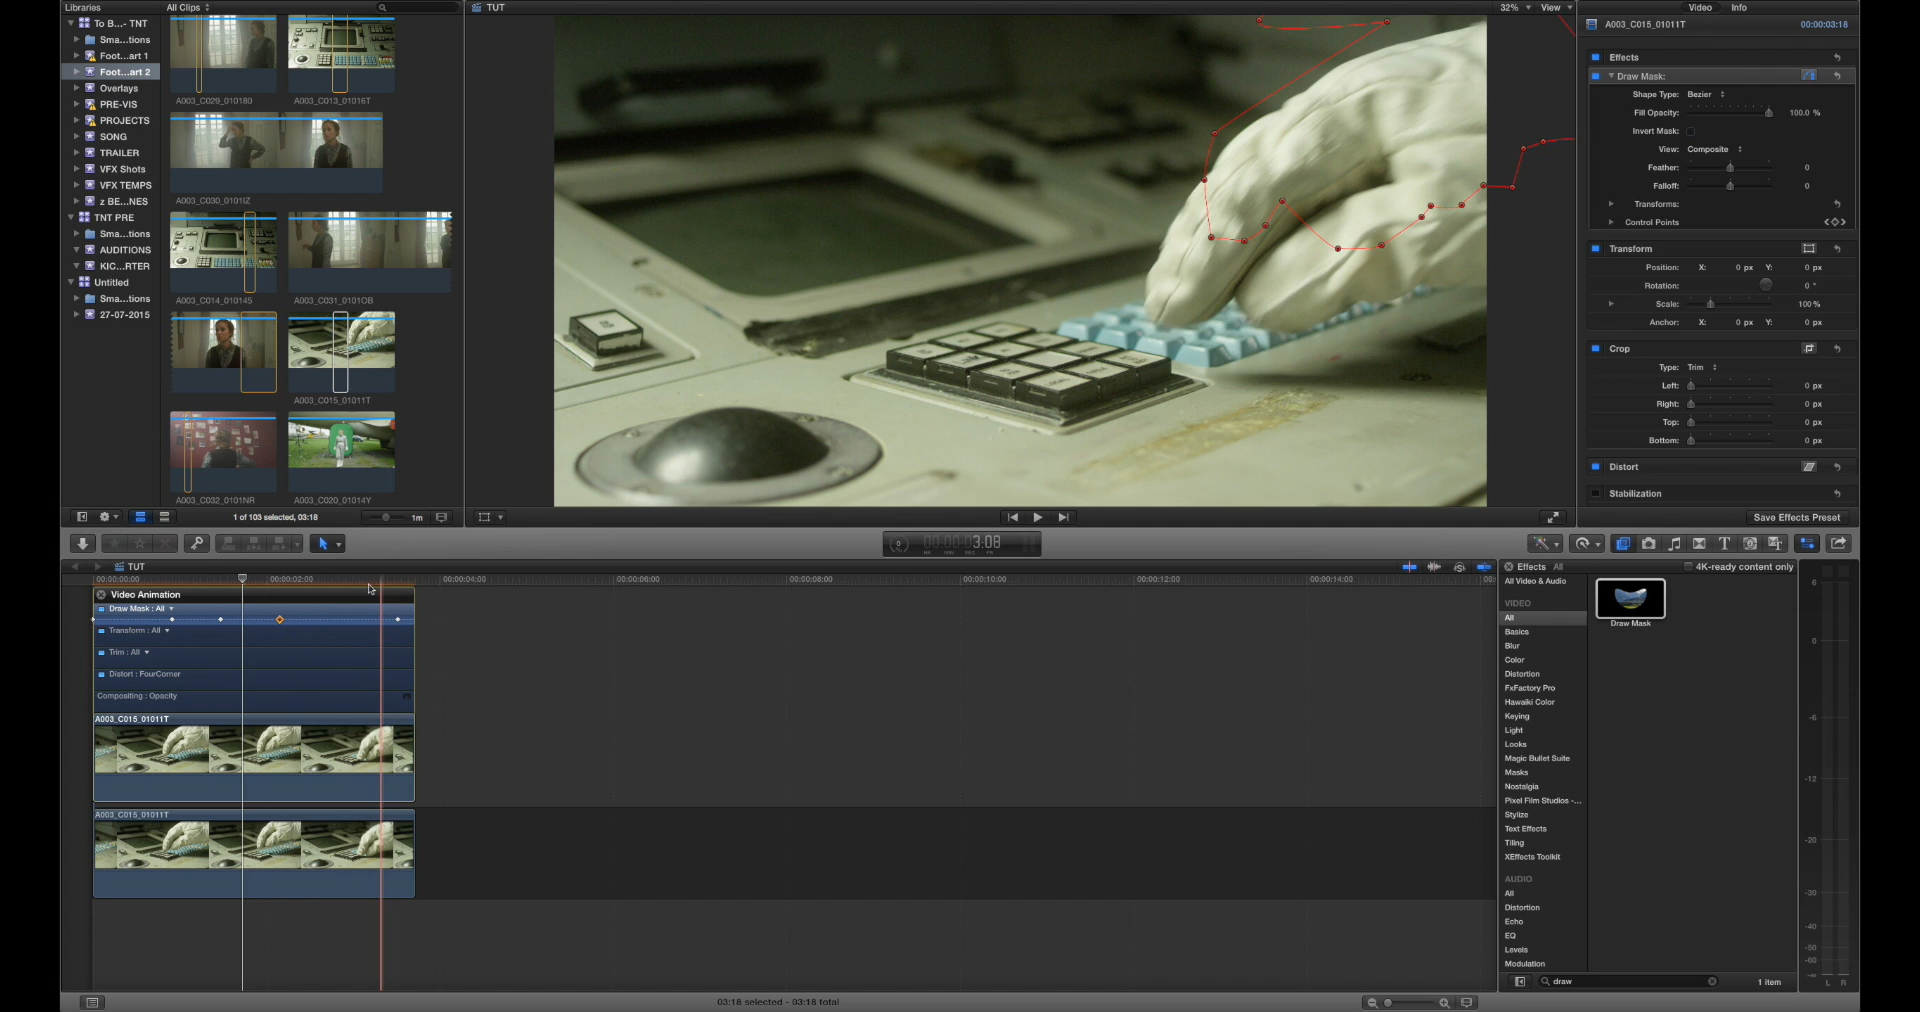 Libraries
All Clips
TUT
32%
View
Video
Info
To B...- TNT
Sma...tions
Foot...art 1
Foot...art 2
Overlays
PRE-VIS
PROJECTS
SONG
TRAILER
VFX Shots
VFX TEMPS
z BE...NES
TNT PRE
Sma...tions
AUDITIONS
KIC...RTER
Untitled
Sma...tions
27-07-2015
A003_C029_010180
A003_C013_01016T
A003_C030_0101IZ
A003_C014_010145
A003_C031_0101OB
A003_C015_01011T
A003_C032_0101NR
A003_C020_01014Y
1 of 103 selected, 03:18
1m
A003_C015_01011T
00:00:03:18
Effects
Draw Mask:
Shape Type: Bezier
Fill Opacity: 100.0 %
Invert Mask:
View: Composite
Feather: 0
Falloff: 0
Transforms:
Control Points
Transform
Position: X: 0 px Y: 0 px
Rotation: 0 °
Scale: 100 %
Anchor: X: 0 px Y: 0 px
Crop
Type: Trim
Left: 0 px
Right: 0 px
Top: 0 px
Bottom: 0 px
Distort
Stabilization
Save Effects Preset
3:08
TUT
00:00:00:00
00:00:02:00
00:00:04:00
00:00:06:00
00:00:08:00
00:00:10:00
00:00:12:00
00:00:14:00
Video Animation
Draw Mask : All
Transform : All
Trim : All
Distort : FourCorner
Compositing : Opacity
A003_C015_01011T
A003_C015_01011T
Effects
All
4K-ready content only
All Video & Audio
VIDEO
All
Basics
Blur
Color
Distortion
FxFactory Pro
Hawaiki Color
Keying
Light
Looks
Magic Bullet Suite
Masks
Nostalgia
Pixel Film Studios -...
Stylize
Text Effects
Tiling
XEffects Toolkit
AUDIO
All
Distortion
Echo
EQ
Levels
Modulation
Draw Mask
draw
1 item
6
0
-6
-12
-20
-30
-40
-50
-60
L R
03:18 selected - 03:18 total